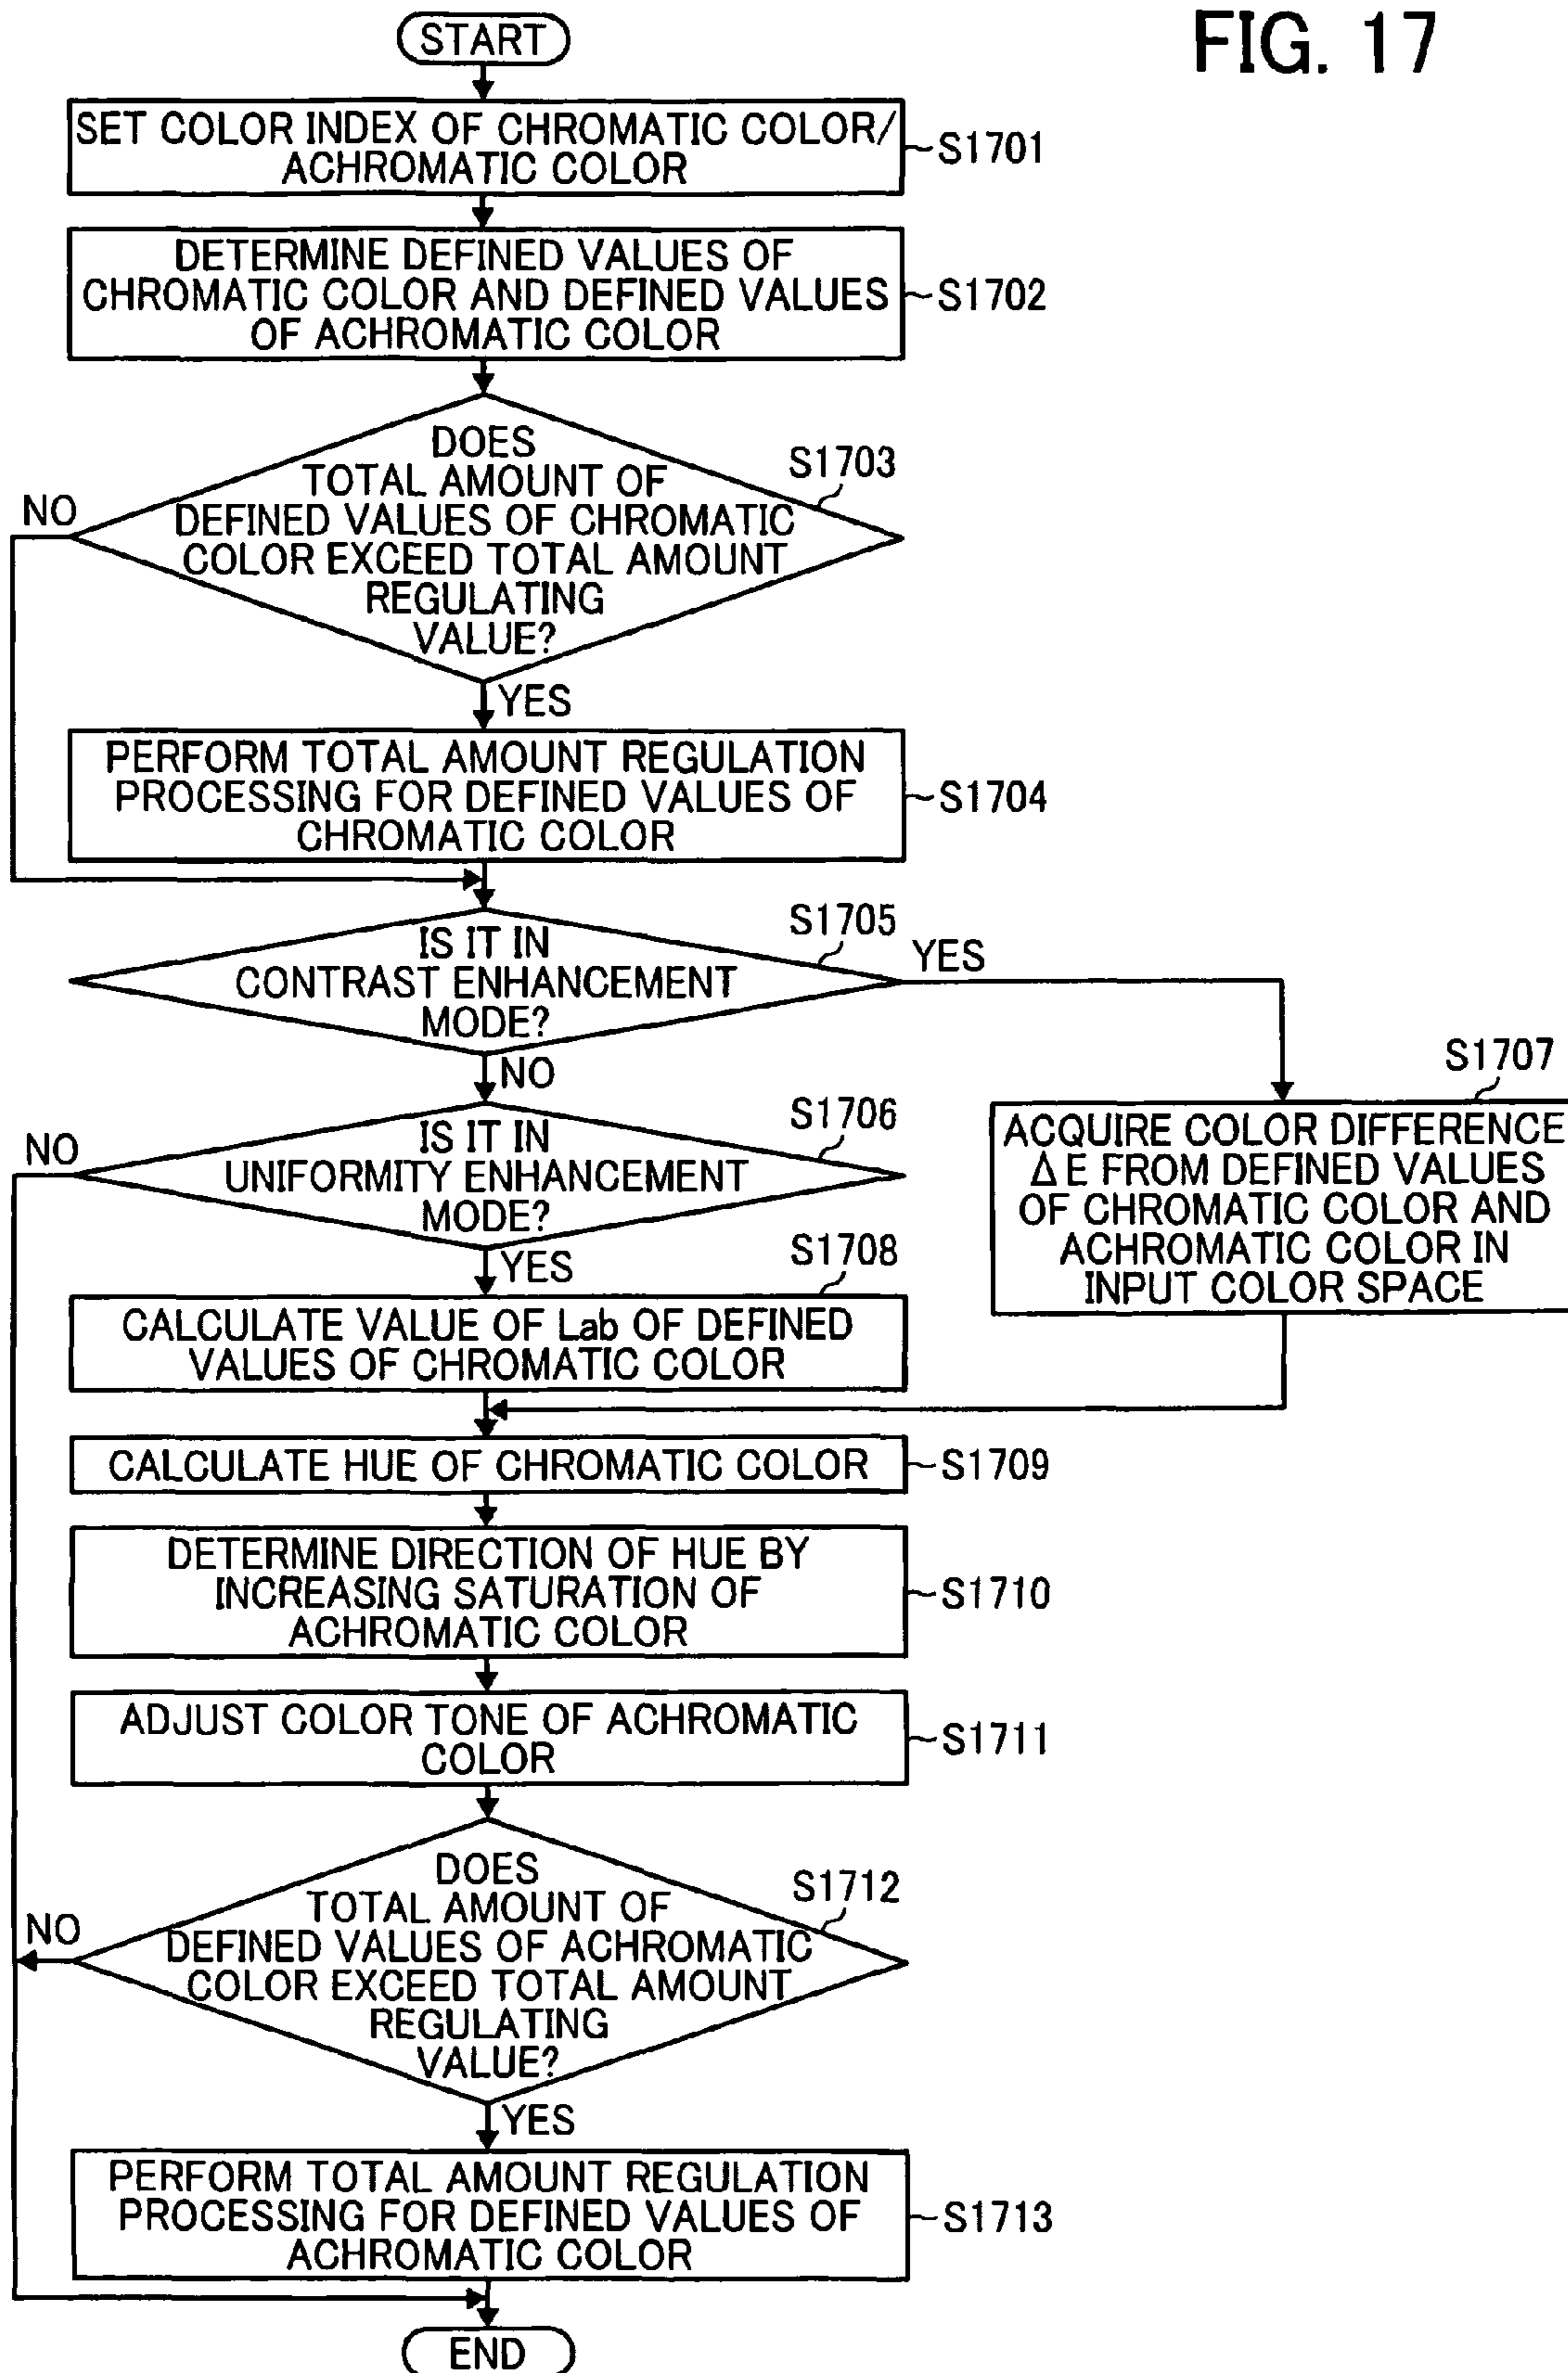 FIG. 17
START
SET COLOR INDEX OF CHROMATIC COLOR/
ACHROMATIC COLOR
S1701
DETERMINE DEFINED VALUES OF
CHROMATIC COLOR AND DEFINED VALUES
OF ACHROMATIC COLOR
S1702
DOES
TOTAL AMOUNT OF
DEFINED VALUES OF CHROMATIC
COLOR EXCEED TOTAL AMOUNT
REGULATING
VALUE?
S1703
NO
YES
PERFORM TOTAL AMOUNT REGULATION
PROCESSING FOR DEFINED VALUES OF
CHROMATIC COLOR
S1704
IS IT IN
CONTRAST ENHANCEMENT
MODE?
S1705
YES
NO
IS IT IN
UNIFORMITY ENHANCEMENT
MODE?
S1706
NO
YES
S1707
ACQUIRE COLOR DIFFERENCE
ΔE FROM DEFINED VALUES
OF CHROMATIC COLOR AND
ACHROMATIC COLOR IN
INPUT COLOR SPACE
S1708
CALCULATE VALUE OF Lab OF DEFINED
VALUES OF CHROMATIC COLOR
CALCULATE HUE OF CHROMATIC COLOR
S1709
DETERMINE DIRECTION OF HUE BY
INCREASING SATURATION OF
ACHROMATIC COLOR
S1710
ADJUST COLOR TONE OF ACHROMATIC
COLOR
S1711
DOES
TOTAL AMOUNT OF
DEFINED VALUES OF ACHROMATIC
COLOR EXCEED TOTAL AMOUNT
REGULATING
VALUE?
S1712
NO
YES
PERFORM TOTAL AMOUNT REGULATION
PROCESSING FOR DEFINED VALUES OF
ACHROMATIC COLOR
S1713
END